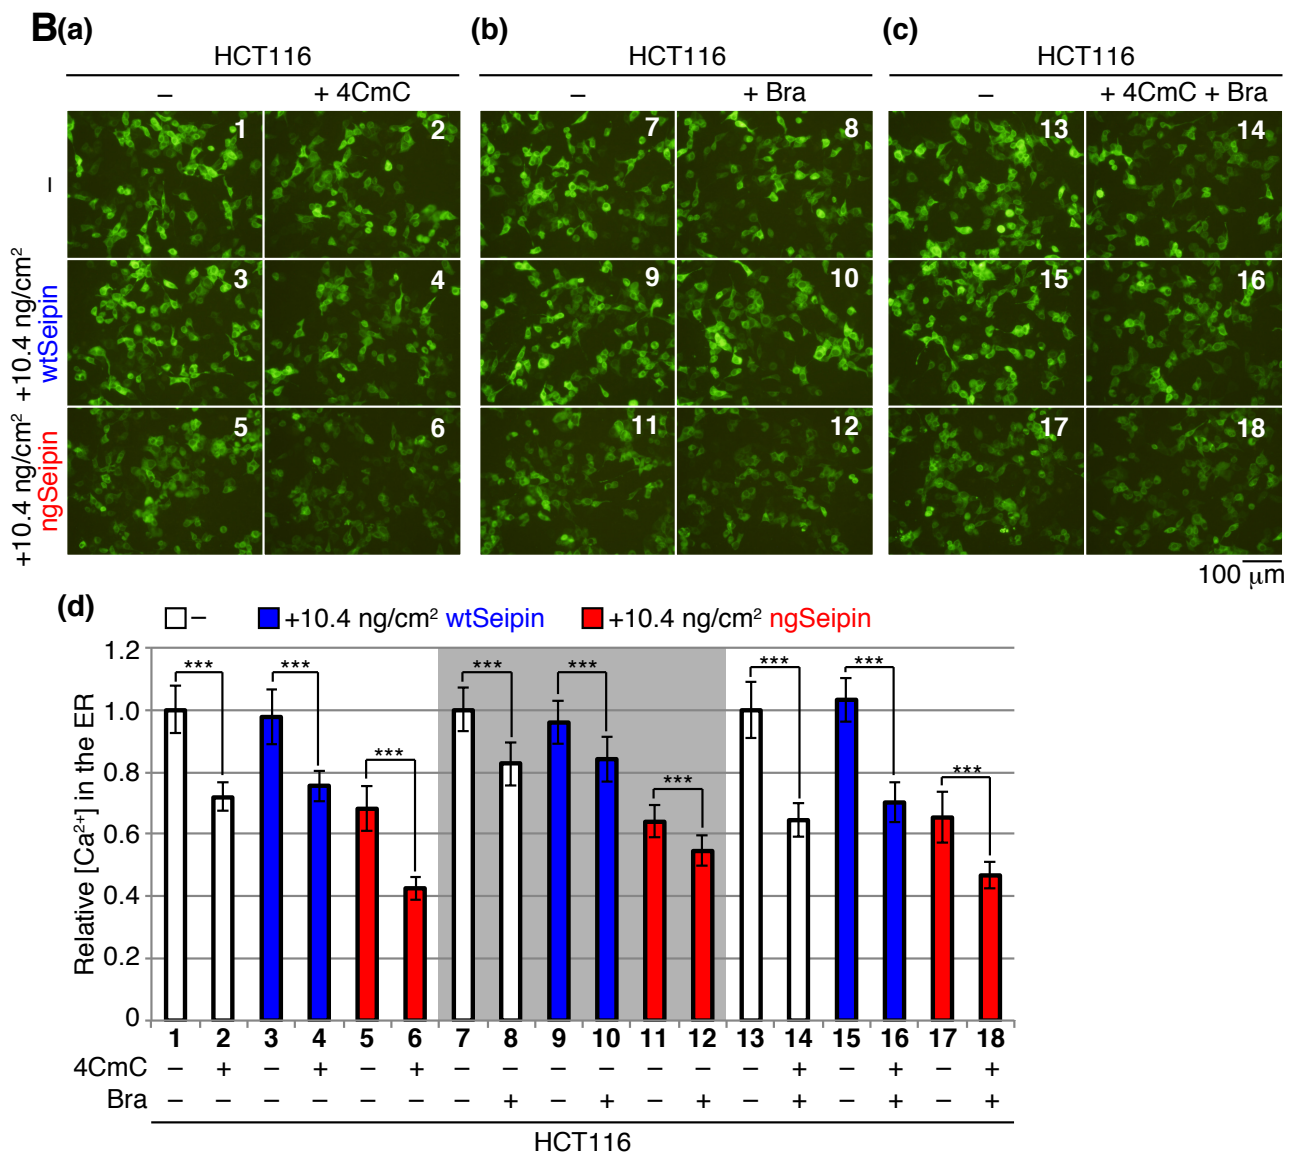 B(a)
HCT116
– + 4CmC
(b)
HCT116
– + Bra
(c)
HCT116
– + 4CmC + Bra
–
+10.4 ng/cm²
wtSeipin
+10.4 ng/cm²
ngSeipin
1 2 7 8 13 14
3 4 9 10 15 16
5 6 11 12 17 18
100 μm
(d)
– +10.4 ng/cm² wtSeipin +10.4 ng/cm² ngSeipin
Relative [Ca²⁺] in the ER
1.2
1.0
0.8
0.6
0.4
0.2
0
*** *** *** *** *** *** *** *** ***
1 2 3 4 5 6 7 8 9 10 11 12 13 14 15 16 17 18
4CmC – + – + – + – – – – – – – + – + – +
Bra – – – – – – – + – + – + – + – + – +
HCT116